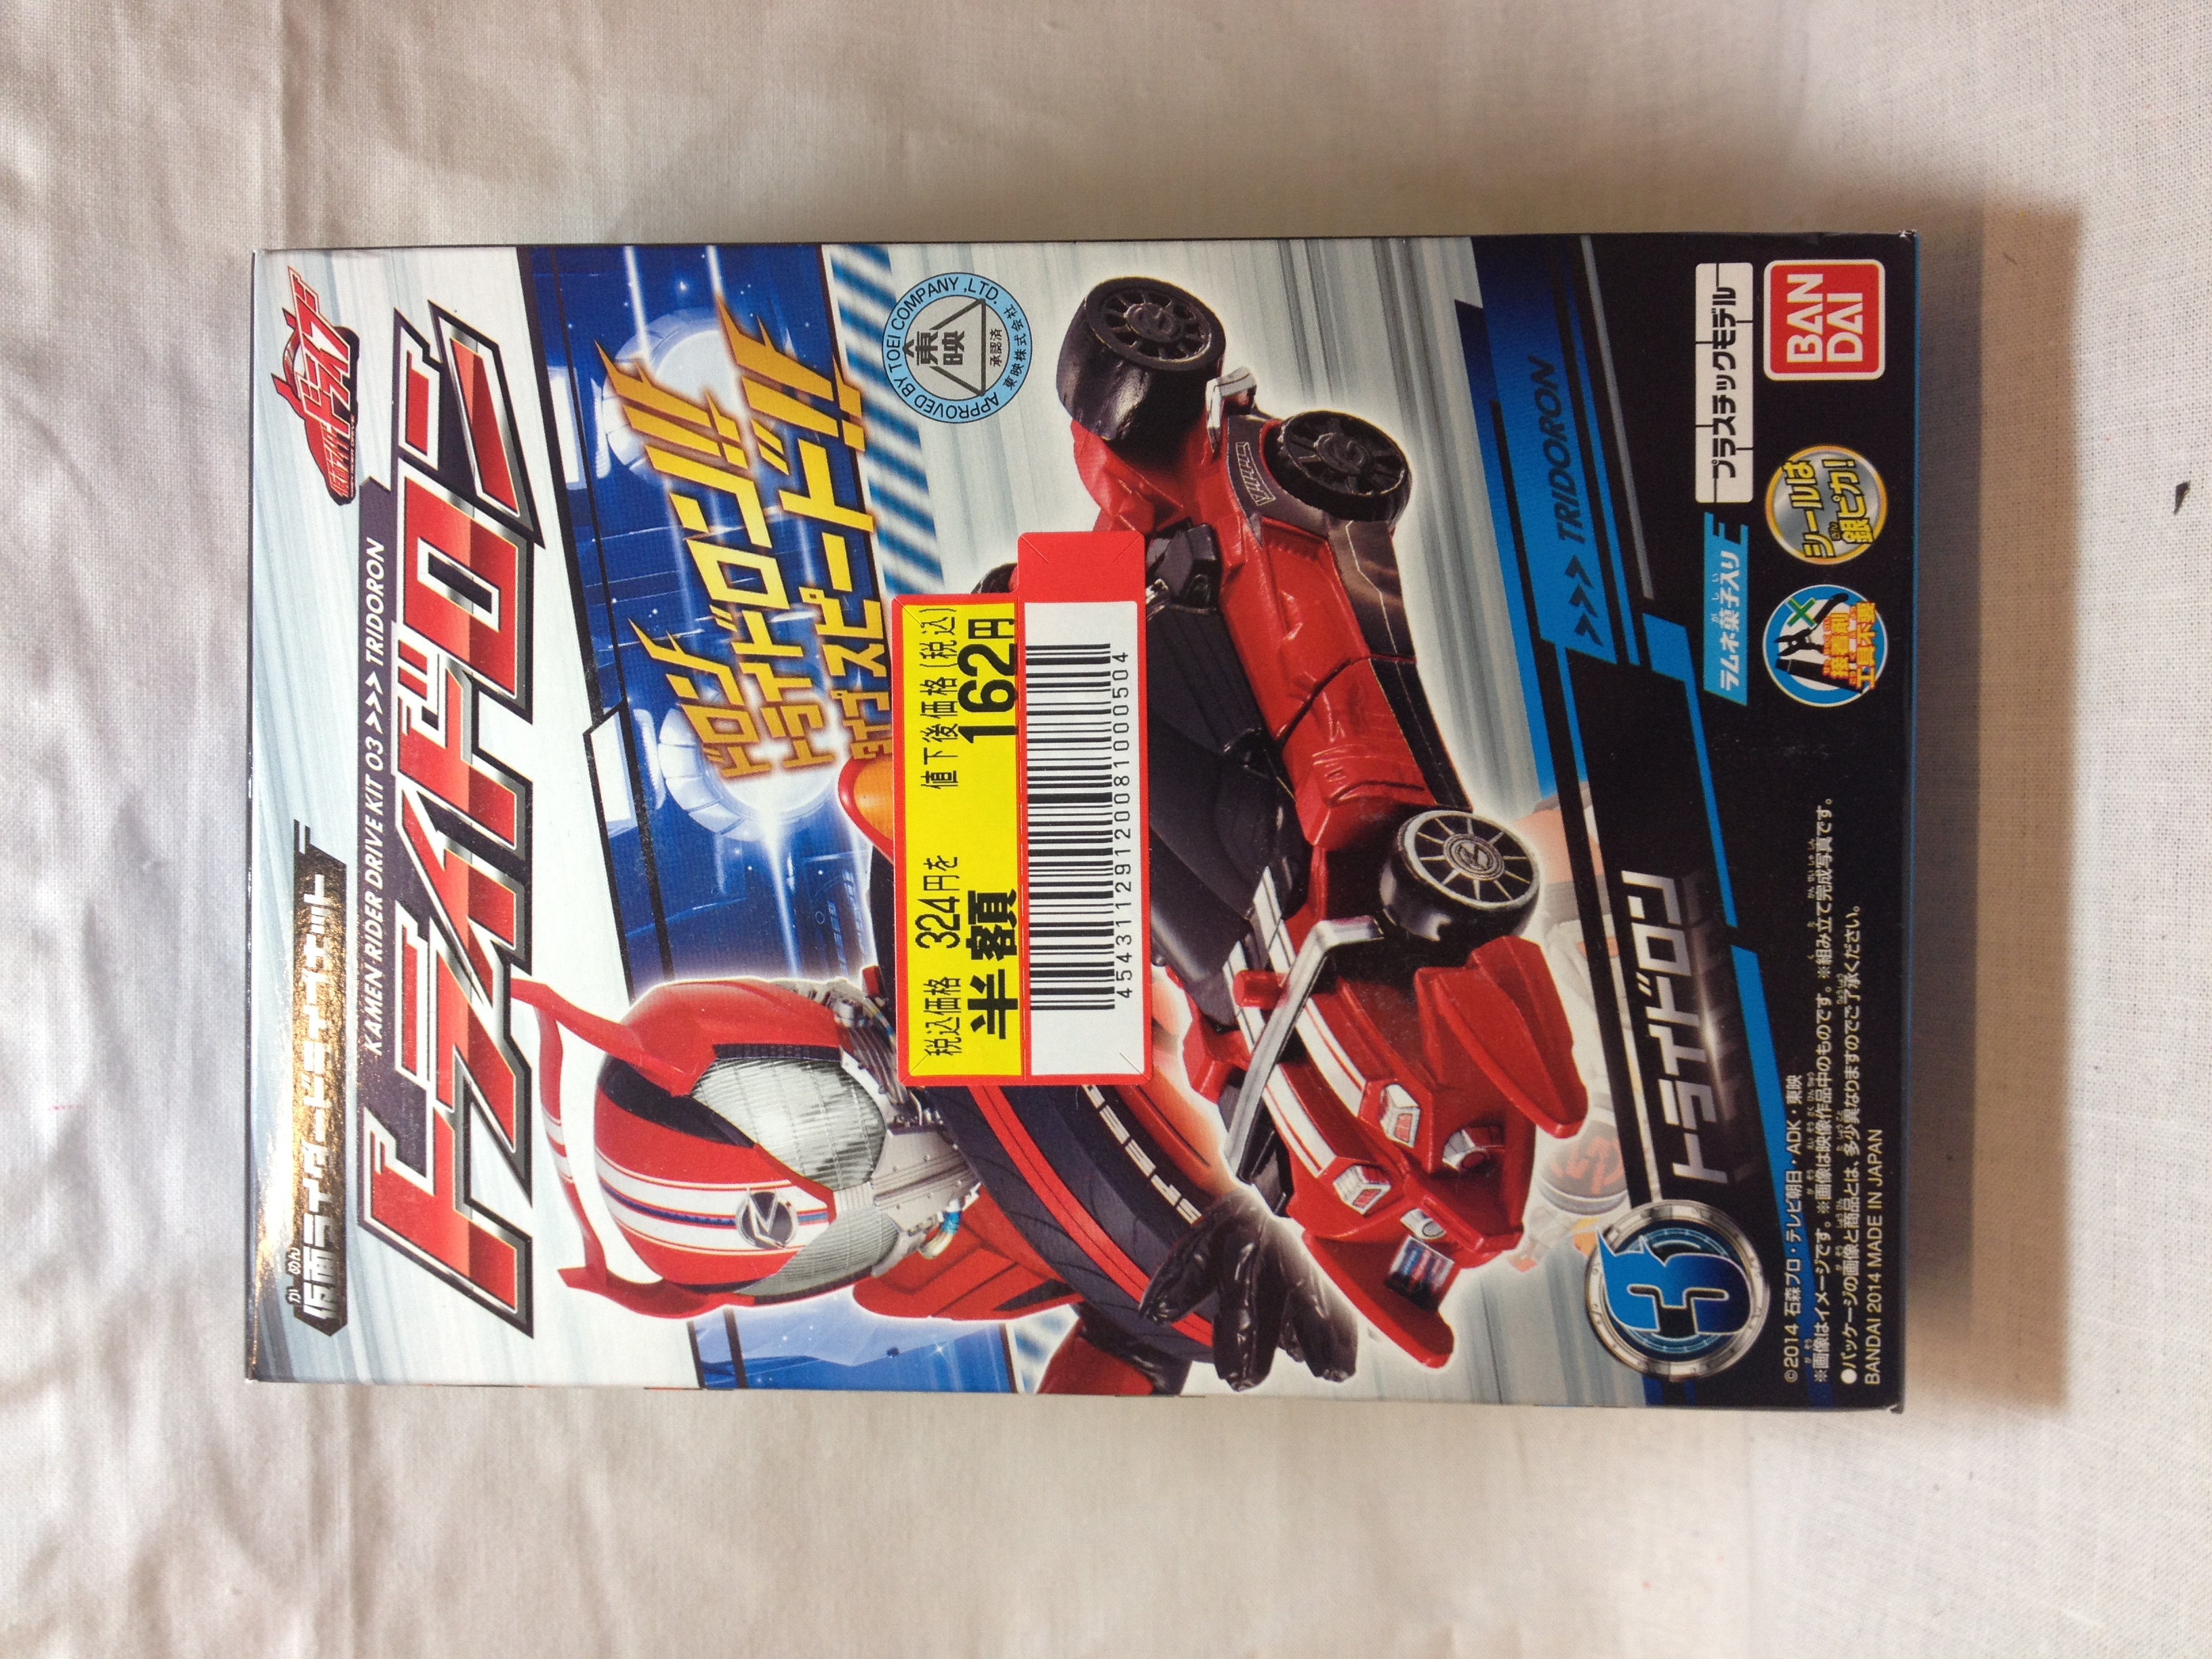 かめん
仮面ライダードライブキット
仮面ライダードライブ
KAMEN RIDER DRIVE
KAMEN RIDER DRIVE KIT 03 >>> TRIDORON
トライドロン
ドロン
トライドロン!!
タイプ スピード!!
APPROVED BY TOEI COMPANY, LTD.
東映
承認済
東映株式会社
税込価格 324円を 値下後価格(税込)
半額 162円
4543112912008100 0504
SPEED
>>> TRIDORON
3 トライドロン
ラムネ菓子入り
プラスチックモデル
接着剤
工具不要
シールは
銀ピカ!
BAN
DAI
©2014 石森プロ・テレビ朝日・ADK・東映
※画像はイメージです。※画像は映像作品中のものです。※組み立て完成写真です。
●パッケージの画像と商品とは、多少異なりますのでご了承ください。
BANDAI 2014 MADE IN JAPAN